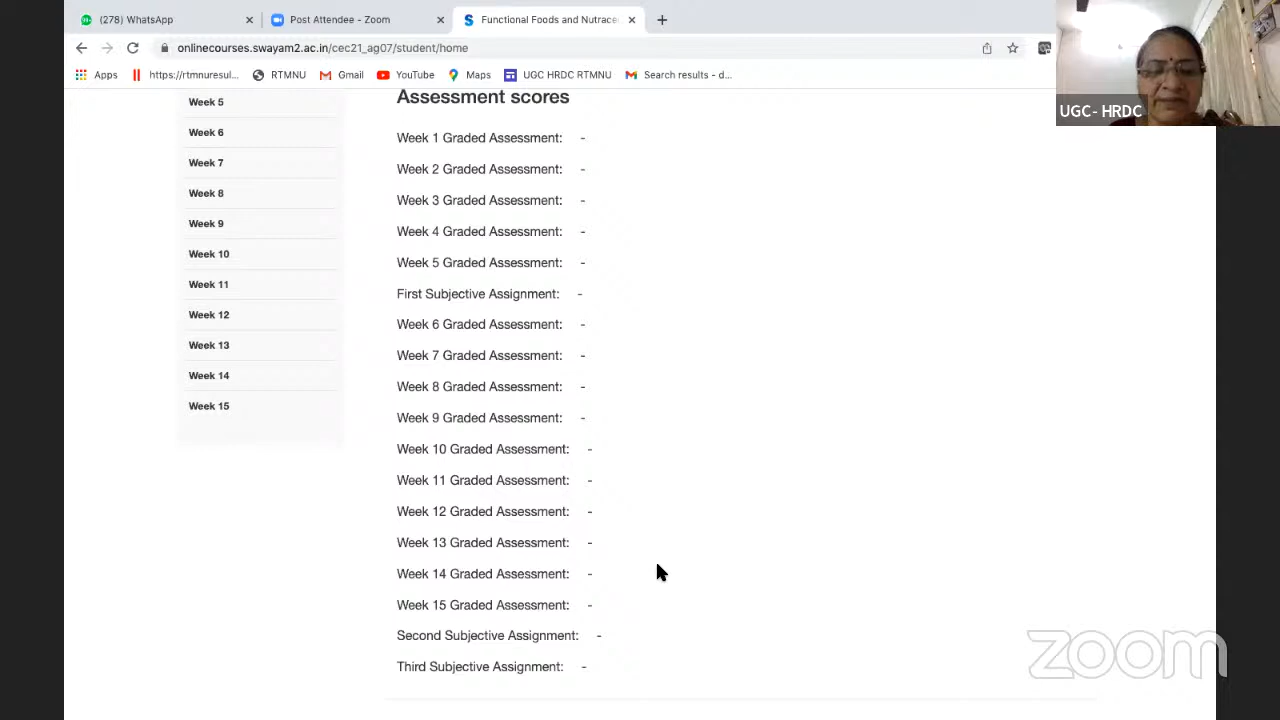 (278) WhatsApp
Post Attendee - Zoom
Functional Foods and Nutrace
onlinecourses.swayam2.ac.in/cec21_ag07/student/home
Apps
https://rtmnuresul...
RTMNU
Gmail
YouTube
Maps
UGC HRDC RTMNU
Search results - d...
UGC- HRDC
Week 5
Week 6
Week 7
Week 8
Week 9
Week 10
Week 11
Week 12
Week 13
Week 14
Week 15
Assessment scores
Week 1 Graded Assessment: -
Week 2 Graded Assessment: -
Week 3 Graded Assessment: -
Week 4 Graded Assessment: -
Week 5 Graded Assessment: -
First Subjective Assignment: -
Week 6 Graded Assessment: -
Week 7 Graded Assessment: -
Week 8 Graded Assessment: -
Week 9 Graded Assessment: -
Week 10 Graded Assessment: -
Week 11 Graded Assessment: -
Week 12 Graded Assessment: -
Week 13 Graded Assessment: -
Week 14 Graded Assessment: -
Week 15 Graded Assessment: -
Second Subjective Assignment: -
Third Subjective Assignment: -
zoom